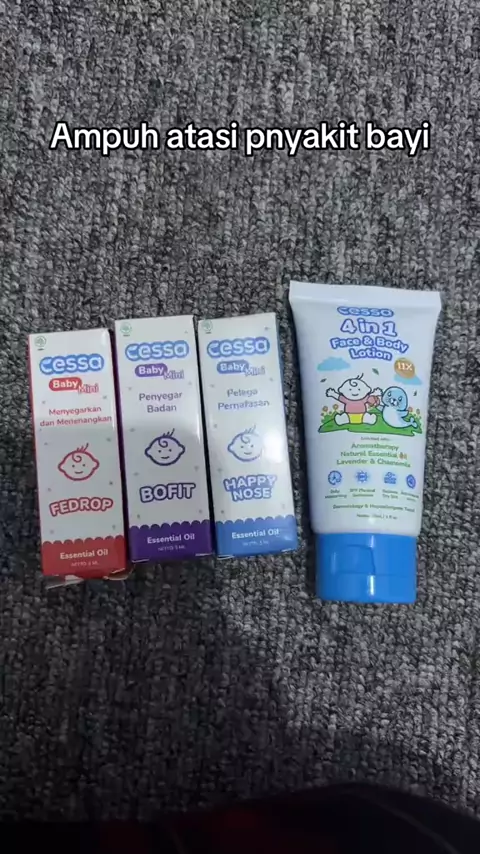 Ampuh atasi pnyakit bayi
cessa
Baby Mini
Menyegarkan
dan Menenangkan
FEDROP
Essential Oil
cessa
Baby Mini
Penyegar
Badan
BOFIT
Essential Oil
cessa
Baby Mini
Pelega
Pernafasan
HAPPY
NOSE
Essential Oil
cessa
4 in 1
Face & Body
Lotion
11X
Aromatherapy
Natural Essential Oil
Lavender & Chamomile